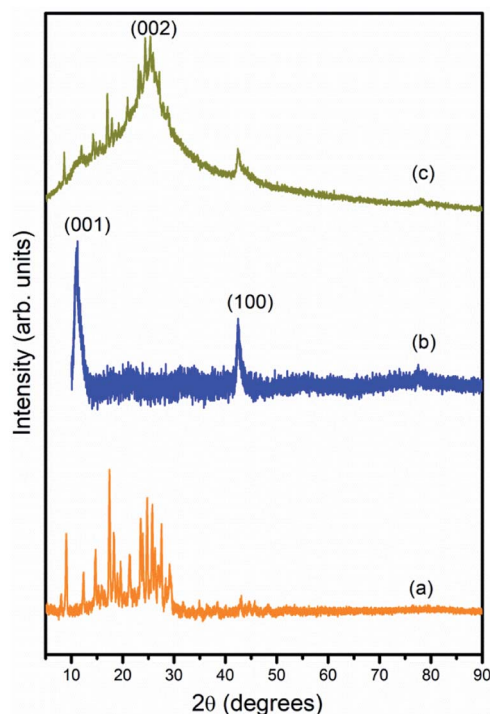 (002)
(c)
(001)
(100)
(b)
(a)
Intensity (arb. units)
10 20 30 40 50 60 70 80 90
2θ (degrees)